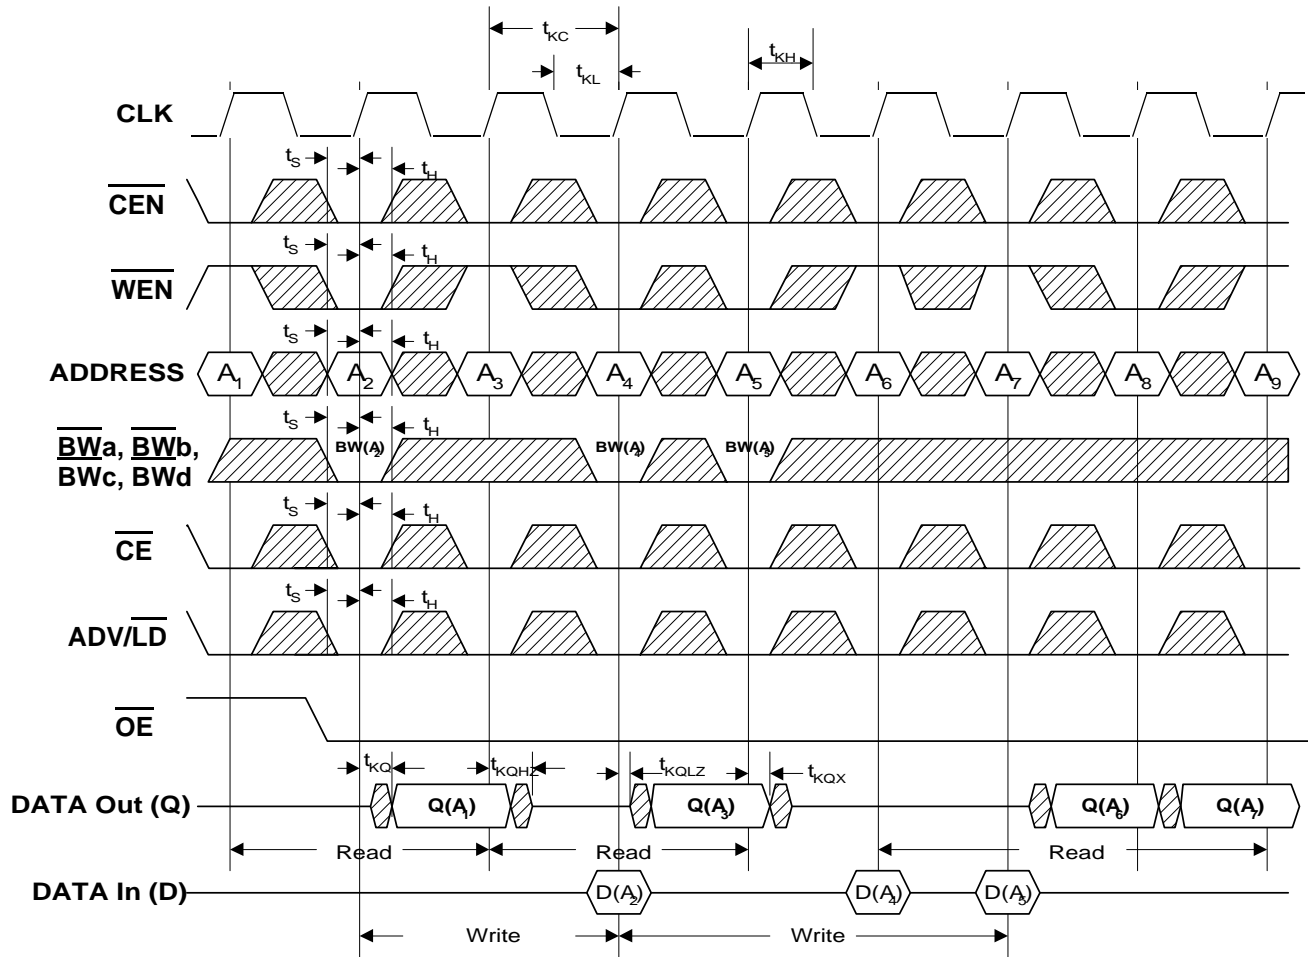 tKC
tKL
tKH
CLK
tS
tH
CEN
tS
tH
WEN
tS
tH
ADDRESS
A1
A2
A3
A4
A5
A6
A7
A8
A9
tS
tH
BWa, BWb,
BWc, BWd
BW(A2)
BW(A4)
BW(A5)
tS
tH
CE
tS
tH
ADV/LD
OE
tKQ
tKQHZ
tKQLZ
tKQX
DATA Out (Q)
Q(A1)
Q(A3)
Q(A6)
Q(A7)
Read
Read
Read
DATA In (D)
D(A2)
D(A4)
D(A5)
Write
Write